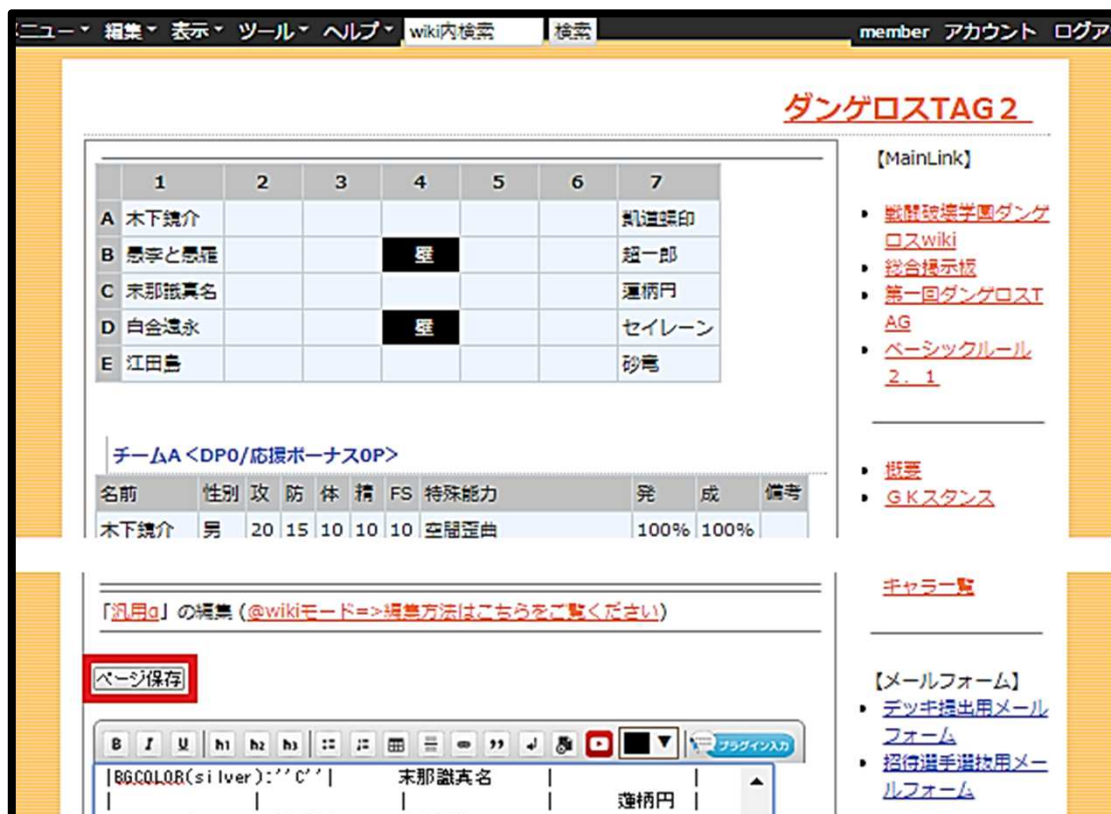 ニュー 編集 表示 ツール ヘルプ wiki内検索 検索 member アカウント ログア
ダンゲロスTAG2
1 2 3 4 5 6 7
A 木下鏡介 凱道蝶印
B 愚李と愚羅 壁 超一郎
C 末那識真名 蓮柄円
D 白金遠永 壁 セイレーン
E 江田島 砂竜
チームA<DP0/応援ボーナス0P>
名前 性別 攻 防 体 精 FS 特殊能力 発 成 備考
木下鏡介 男 20 15 10 10 10 空間歪曲 100% 100%
「汎用α」の編集 (@wikiモード=>編集方法はこちらをご覧ください)
ページ保存
B I U h1 h2 h3 プラグイン入力
|BGCOLOR(silver):''C''| 末那識真名 |
| | | | 蓮柄円 |
【MainLink】
戦闘破壊学園ダンゲ
ロスwiki
総合掲示板
第一回ダンゲロスT
AG
ベーシックルール
2.1
概要
GKスタンス
キャラ一覧
【メールフォーム】
デッキ提出用メール
フォーム
招待選手選抜用メー
ルフォーム